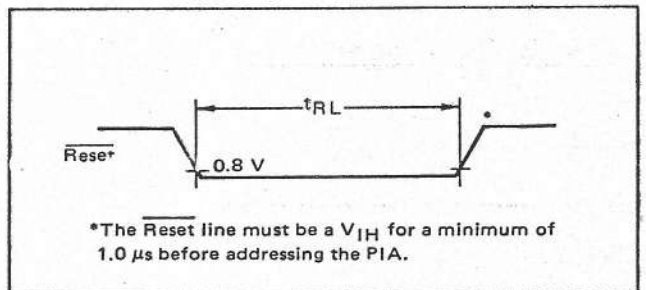 tRL
*
Reset
0.8 V
*The Reset line must be a VIH for a minimum of
1.0 μs before addressing the PIA.